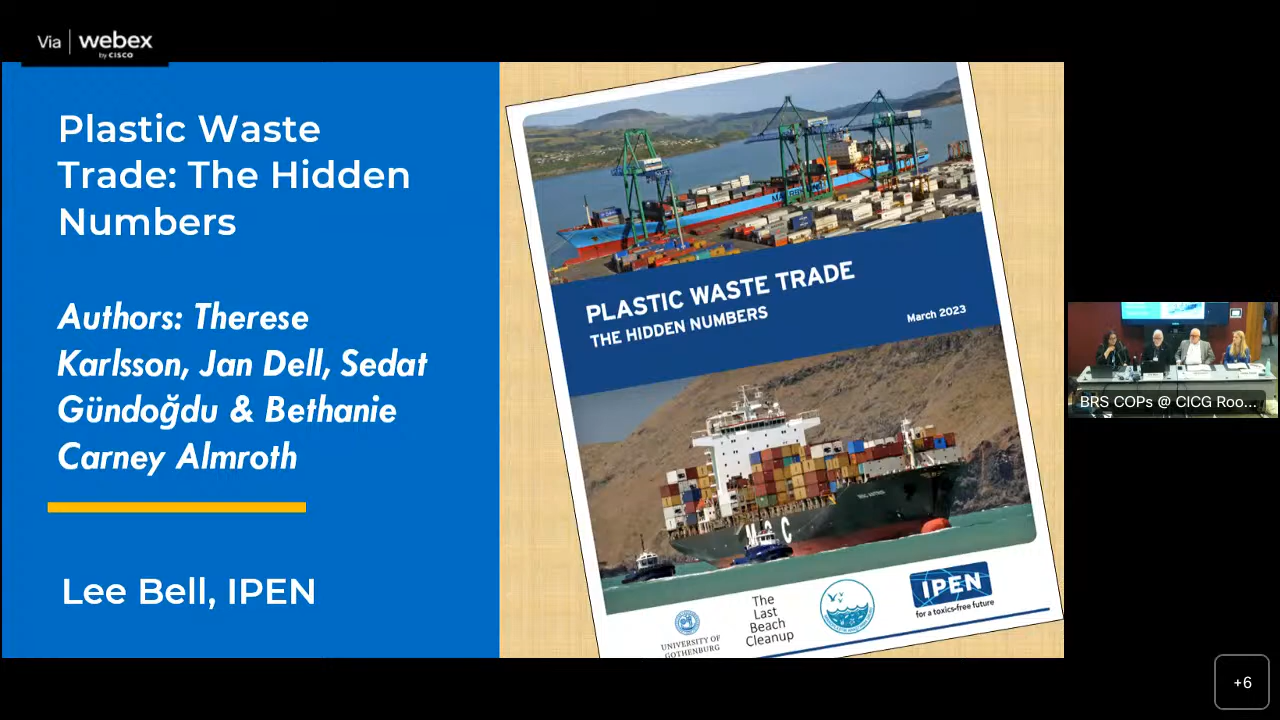 Via webex
by CISCO
Plastic Waste
Trade: The Hidden
Numbers
Authors: Therese
Karlsson, Jan Dell, Sedat
Gündoğdu & Bethanie
Carney Almroth
Lee Bell, IPEN
PLASTIC WASTE TRADE
THE HIDDEN NUMBERS
March 2023
UNIVERSITY OF
GOTHENBURG
The
Last
Beach
Cleanup
IPEN
for a toxics-free future
BRS COPs @ CICG Roo...
+6